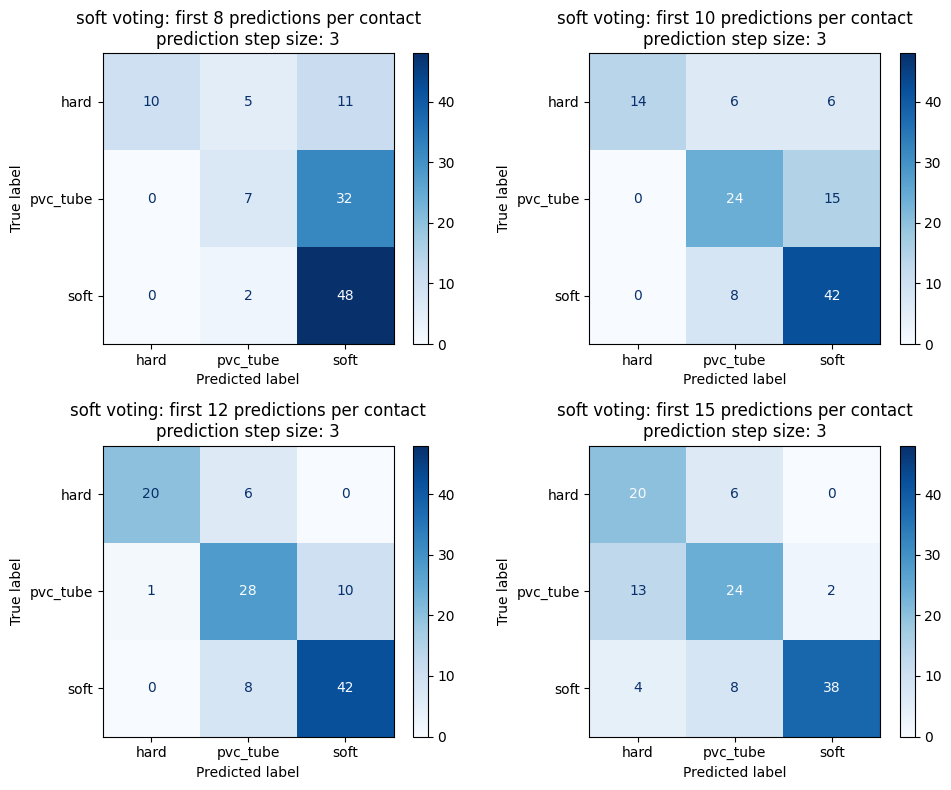 soft voting: first 8 predictions per contact
prediction step size: 3
hard
10
5
11
pvc_tube
0
7
32
soft
0
2
48
hard
pvc_tube
soft
True label
Predicted label
40
30
20
10
0
soft voting: first 10 predictions per contact
prediction step size: 3
hard
14
6
6
pvc_tube
0
24
15
soft
0
8
42
hard
pvc_tube
soft
True label
Predicted label
40
30
20
10
0
soft voting: first 12 predictions per contact
prediction step size: 3
hard
20
6
0
pvc_tube
1
28
10
soft
0
8
42
hard
pvc_tube
soft
True label
Predicted label
40
30
20
10
0
soft voting: first 15 predictions per contact
prediction step size: 3
hard
20
6
0
pvc_tube
13
24
2
soft
4
8
38
hard
pvc_tube
soft
True label
Predicted label
40
30
20
10
0